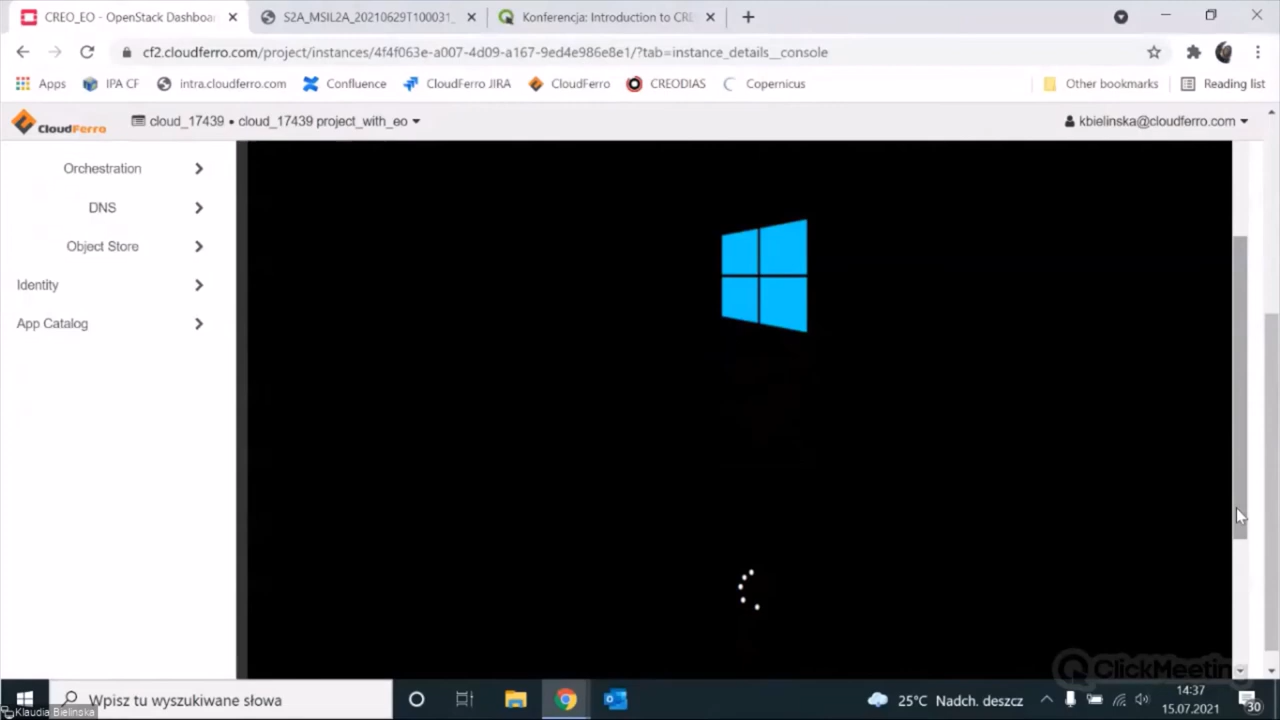 CREO_EO - OpenStack Dashboar
S2A_MSIL2A_20210629T100031_
Konferencja: Introduction to CRE
cf2.cloudferro.com/project/instances/4f4f063e-a007-4d09-a167-9ed4e986e8e1/?tab=instance_details__console
Apps
IPA CF
intra.cloudferro.com
Confluence
CloudFerro JIRA
CloudFerro
CREODIAS
Copernicus
Other bookmarks
Reading list
CloudFerro
cloud_17439 • cloud_17439 project_with_eo
kbielinska@cloudferro.com
Orchestration
DNS
Object Store
Identity
App Catalog
ClickMeeting
Wpisz tu wyszukiwane słowa
25°C Nadch. deszcz
14:37
15.07.2021
30
Klaudia Bielinska